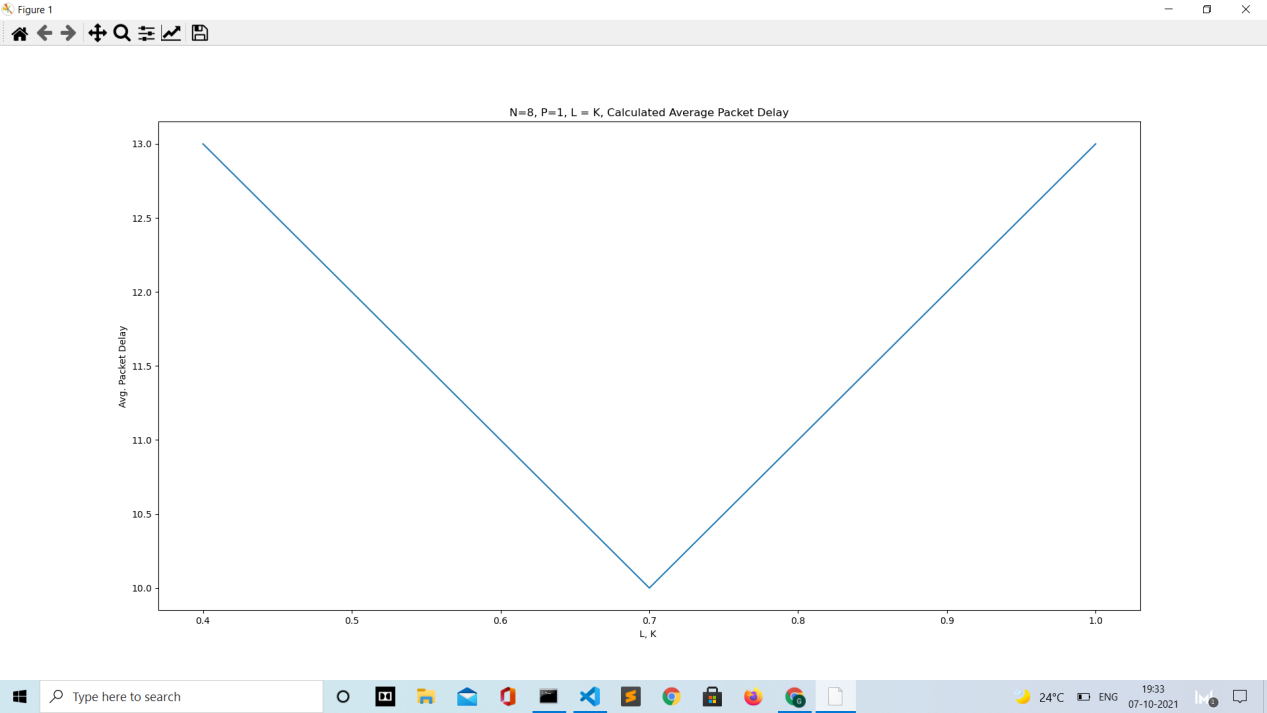 Figure 1
N=8, P=1, L = K, Calculated Average Packet Delay
13.0
12.5
12.0
11.5
11.0
10.5
10.0
Avg. Packet Delay
0.4 0.5 0.6 0.7 0.8 0.9 1.0
L, K
Type here to search
G
24°C ENG
19:33
07-10-2021
1